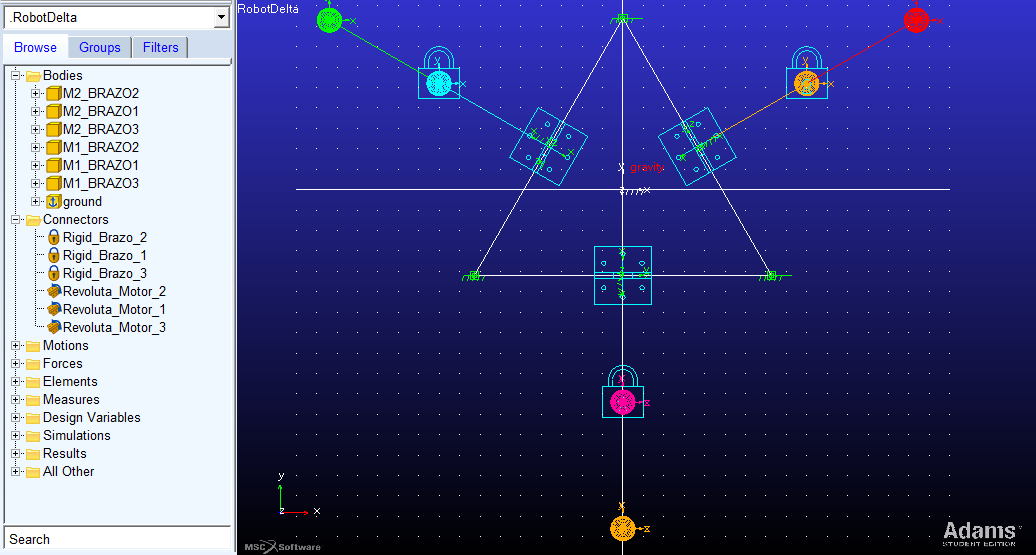 .RobotDelta
Browse Groups Filters
Bodies
M2_BRAZO2
M2_BRAZO1
M2_BRAZO3
M1_BRAZO2
M1_BRAZO1
M1_BRAZO3
ground
Connectors
Rigid_Brazo_2
Rigid_Brazo_1
Rigid_Brazo_3
Revoluta_Motor_2
Revoluta_Motor_1
Revoluta_Motor_3
Motions
Forces
Elements
Measures
Design Variables
Simulations
Results
All Other
Search
RobotDelta
gravity
y
z x
MSC Software
Adams
STUDENT EDITION